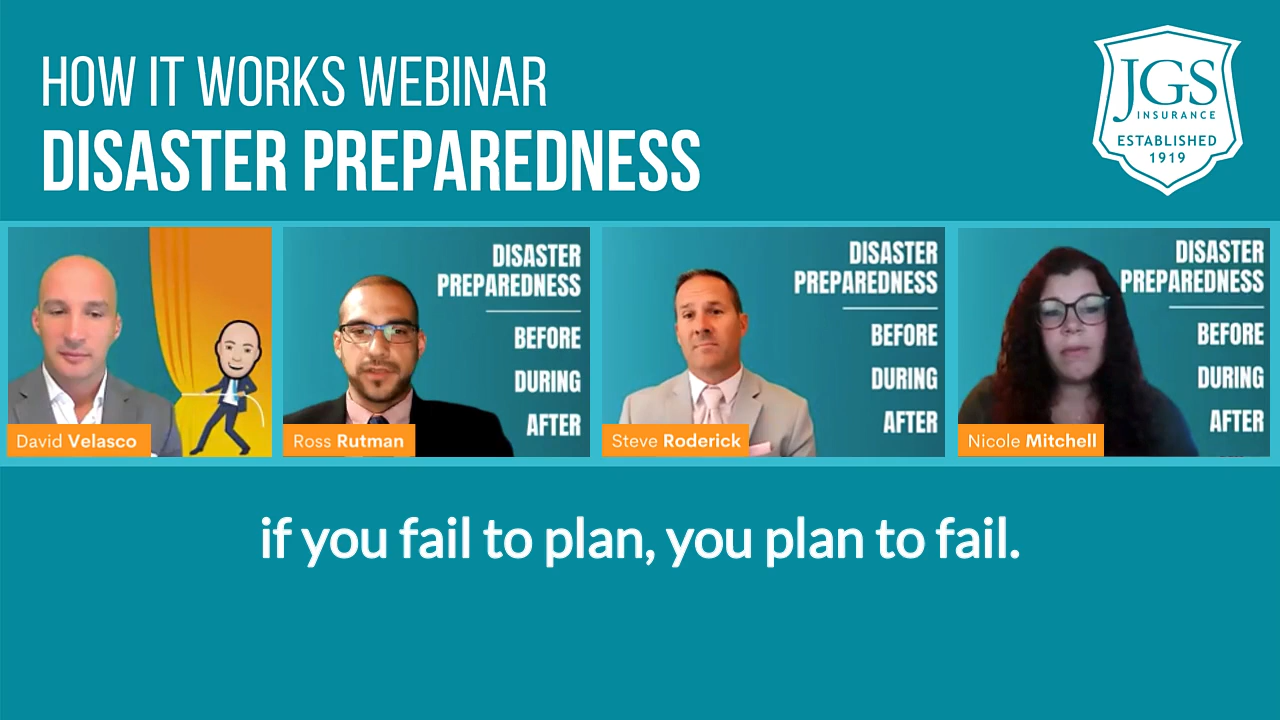 HOW IT WORKS WEBINAR
DISASTER PREPAREDNESS
JGS
INSURANCE
ESTABLISHED
1919
David Velasco
DISASTER
PREPAREDNESS
BEFORE
DURING
AFTER
Ross Rutman
DISASTER
PREPAREDNESS
BEFORE
DURING
AFTER
Steve Roderick
DISASTER
PREPAREDNESS
BEFORE
DURING
AFTER
Nicole Mitchell
if you fail to plan, you plan to fail.